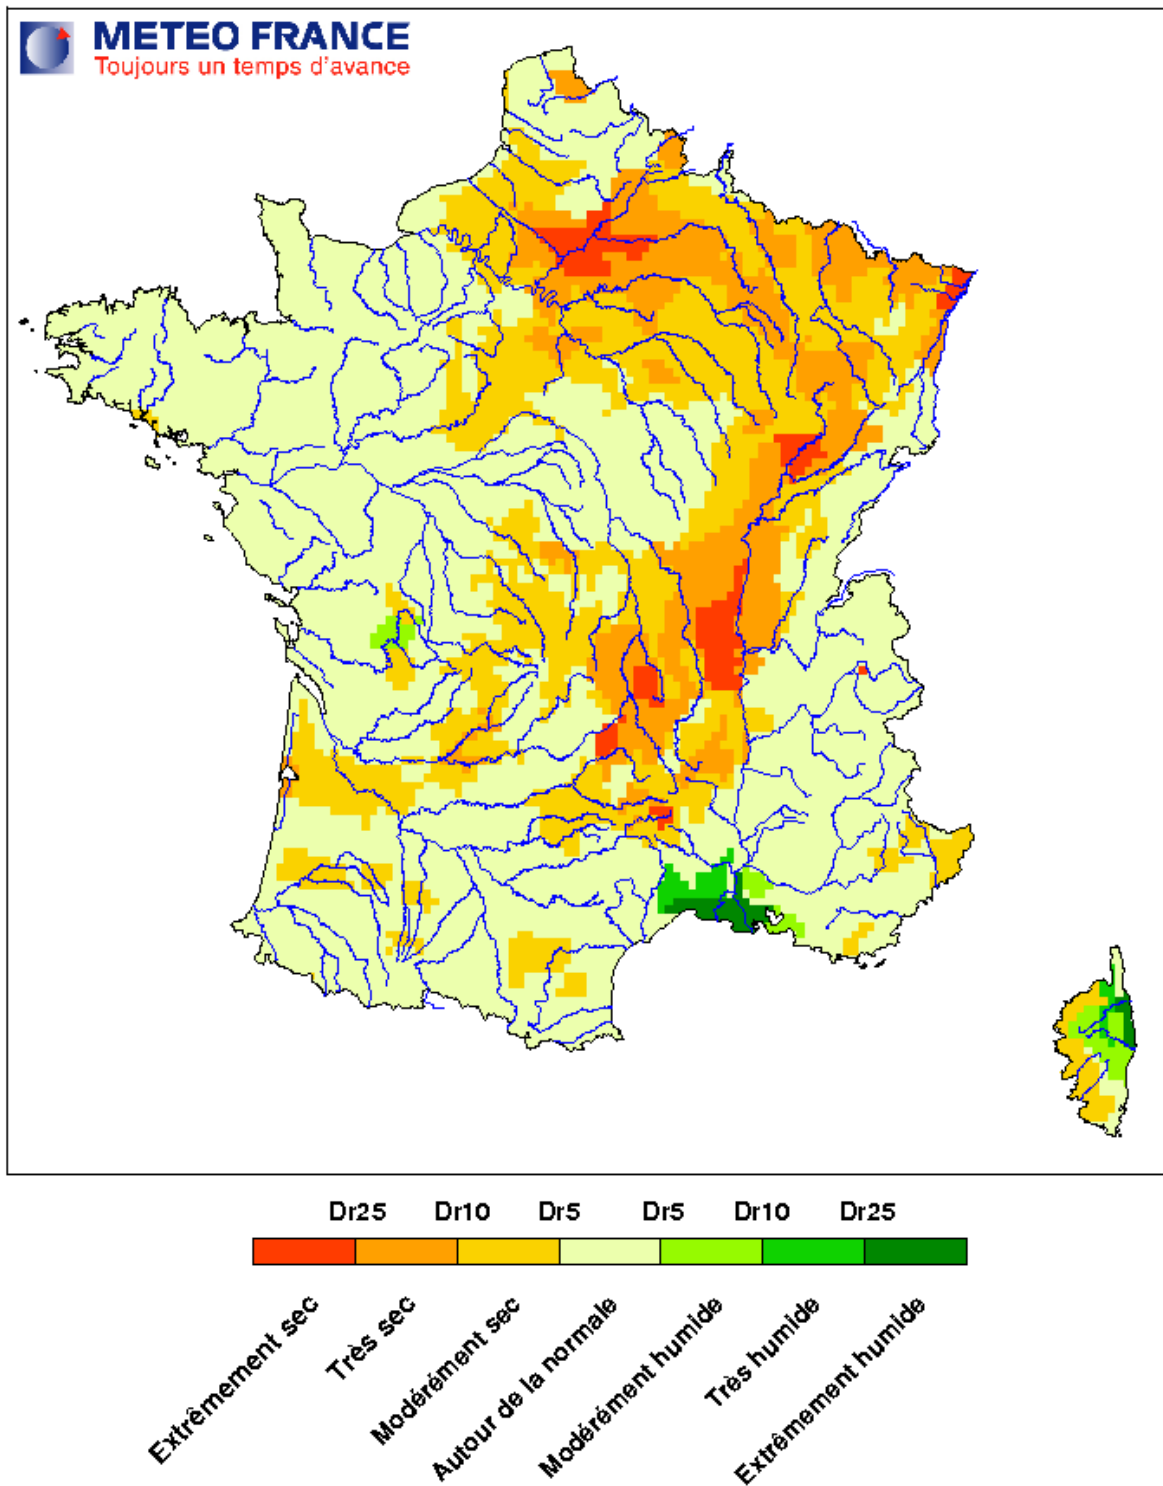 METEO FRANCE
Toujours un temps d'avance
Dr25 Dr10 Dr5 Dr5 Dr10 Dr25
Extrêmement sec
Très sec
Modérément sec
Autour de la normale
Modérément humide
Très humide
Extrêmement humide